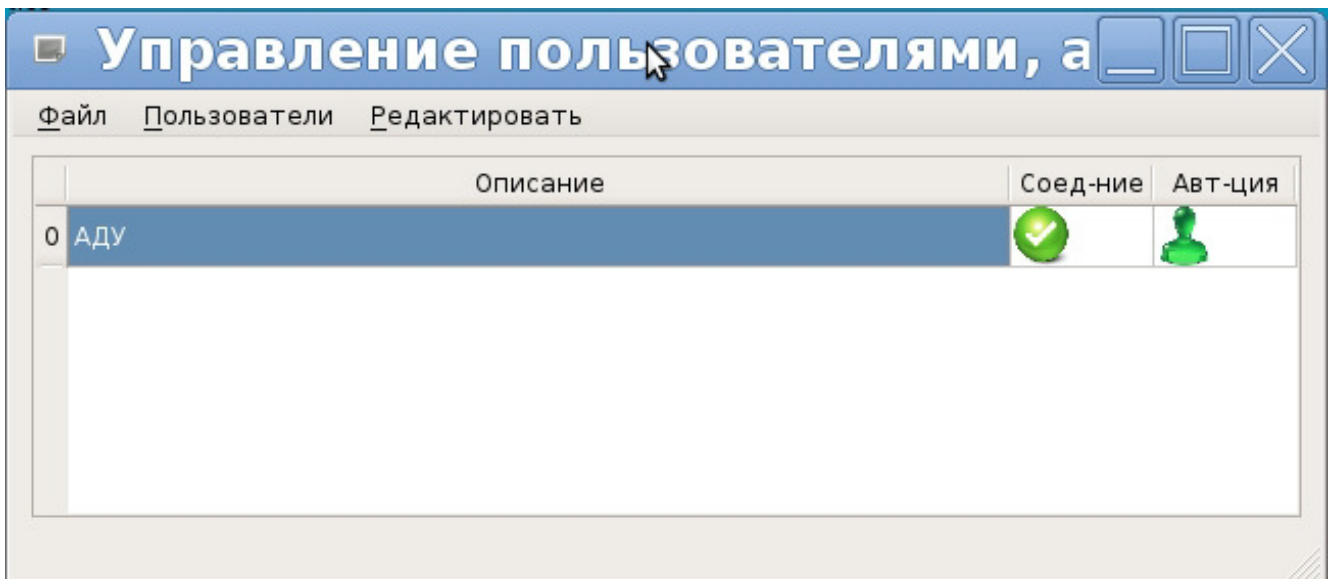 Управление пользователями, а
Файл Пользователи Редактировать
Описание Соед-ние Авт-ция
0 АДУ